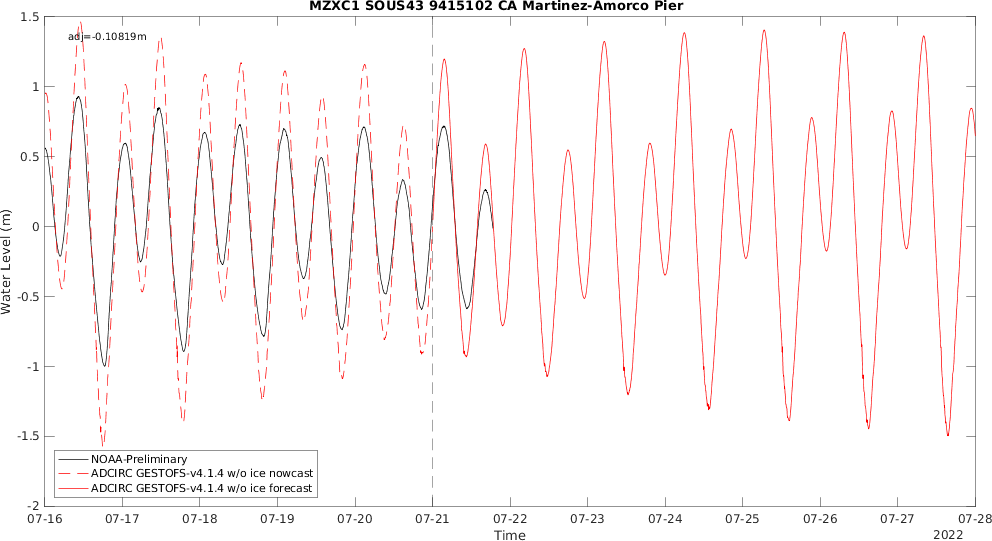 MZXC1 SOUS43 9415102 CA Martinez-Amorco Pier
adj=-0.10819m
1.5
1
0.5
0
-0.5
-1
-1.5
-2
Water Level (m)
NOAA-Preliminary
ADCIRC GESTOFS-v4.1.4 w/o ice nowcast
ADCIRC GESTOFS-v4.1.4 w/o ice forecast
07-16 07-17 07-18 07-19 07-20 07-21 07-22 07-23 07-24 07-25 07-26 07-27 07-28
Time
2022